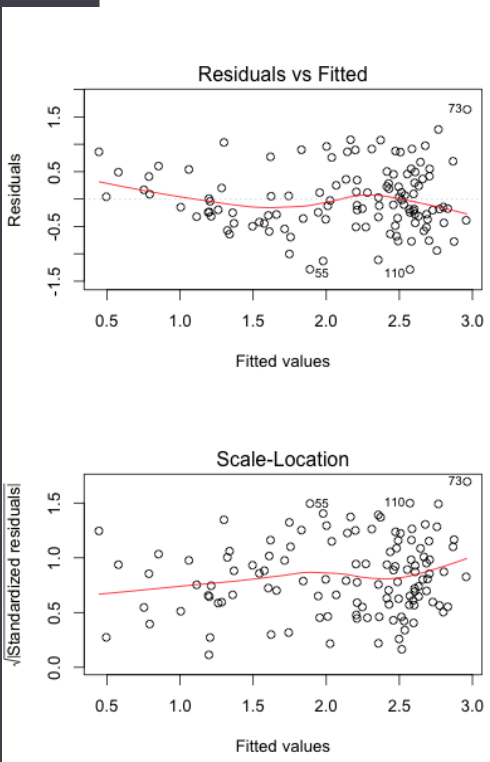 Residuals vs Fitted
Residuals
1.5
0.5
-0.5
-1.5
73
55
110
0.5 1.0 1.5 2.0 2.5 3.0
Fitted values
Scale-Location
√|Standardized residuals|
1.5
1.0
0.5
0.0
73
55
110
0.5 1.0 1.5 2.0 2.5 3.0
Fitted values